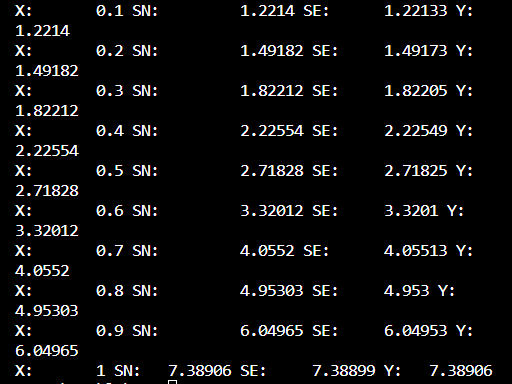 X: 0.1 SN: 1.2214 SE: 1.22133 Y:
1.2214
X: 0.2 SN: 1.49182 SE: 1.49173 Y:
1.49182
X: 0.3 SN: 1.82212 SE: 1.82205 Y:
1.82212
X: 0.4 SN: 2.22554 SE: 2.22549 Y:
2.22554
X: 0.5 SN: 2.71828 SE: 2.71825 Y:
2.71828
X: 0.6 SN: 3.32012 SE: 3.3201 Y:
3.32012
X: 0.7 SN: 4.0552 SE: 4.05513 Y:
4.0552
X: 0.8 SN: 4.95303 SE: 4.953 Y:
4.95303
X: 0.9 SN: 6.04965 SE: 6.04953 Y:
6.04965
X: 1 SN: 7.38906 SE: 7.38899 Y: 7.38906